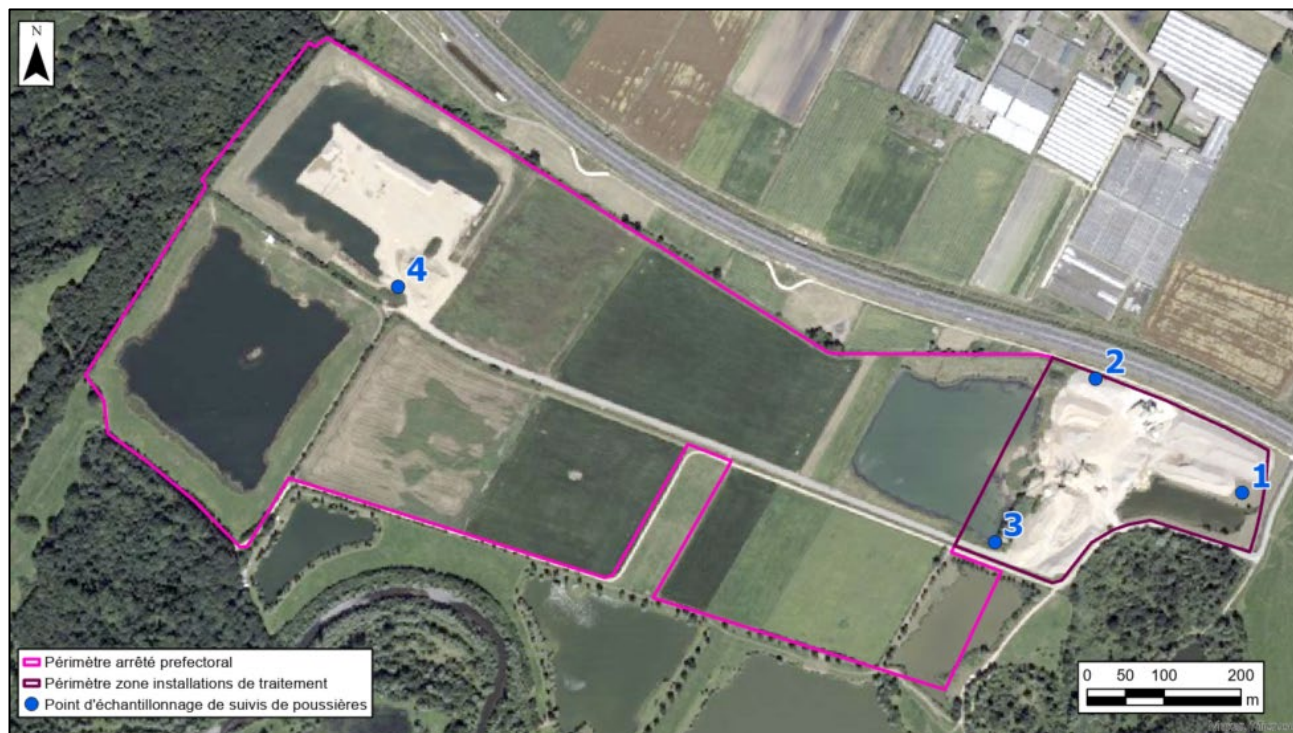 N
4
2
1
3
Périmètre arrêté prefectoral
Périmètre zone installations de traitement
Point d'échantillonnage de suivis de poussières
0 50 100 200
m